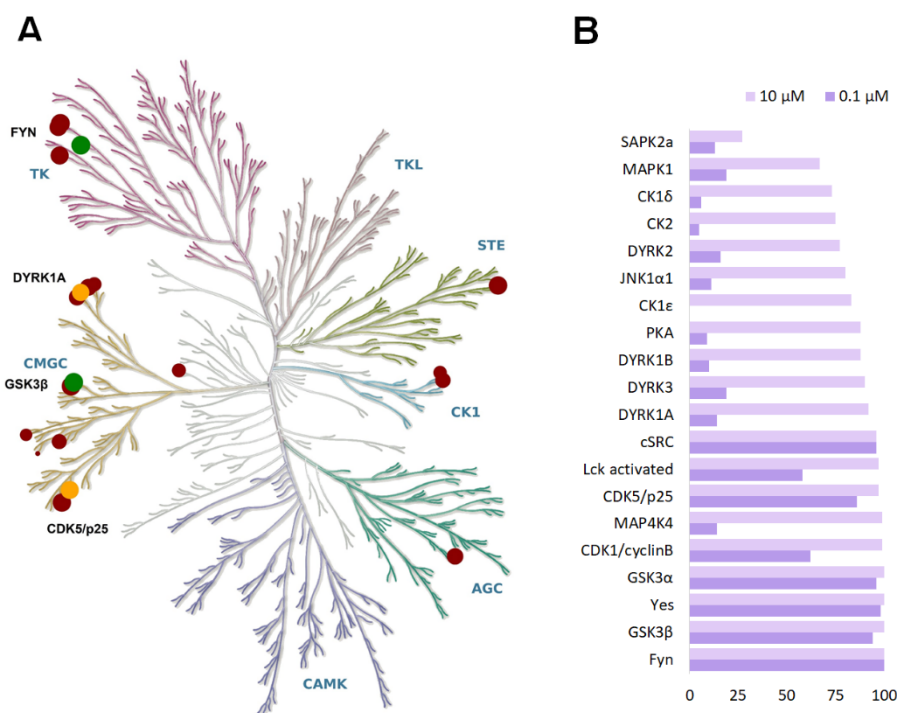 A
B
FYN
TK
TKL
STE
DYRK1A
CMGC
GSK3β
CK1
CDK5/p25
AGC
CAMK
10 μM 0.1 μM
SAPK2a
MAPK1
CK1δ
CK2
DYRK2
JNK1α1
CK1ε
PKA
DYRK1B
DYRK3
DYRK1A
cSRC
Lck activated
CDK5/p25
MAP4K4
CDK1/cyclinB
GSK3α
Yes
GSK3β
Fyn
0 25 50 75 100